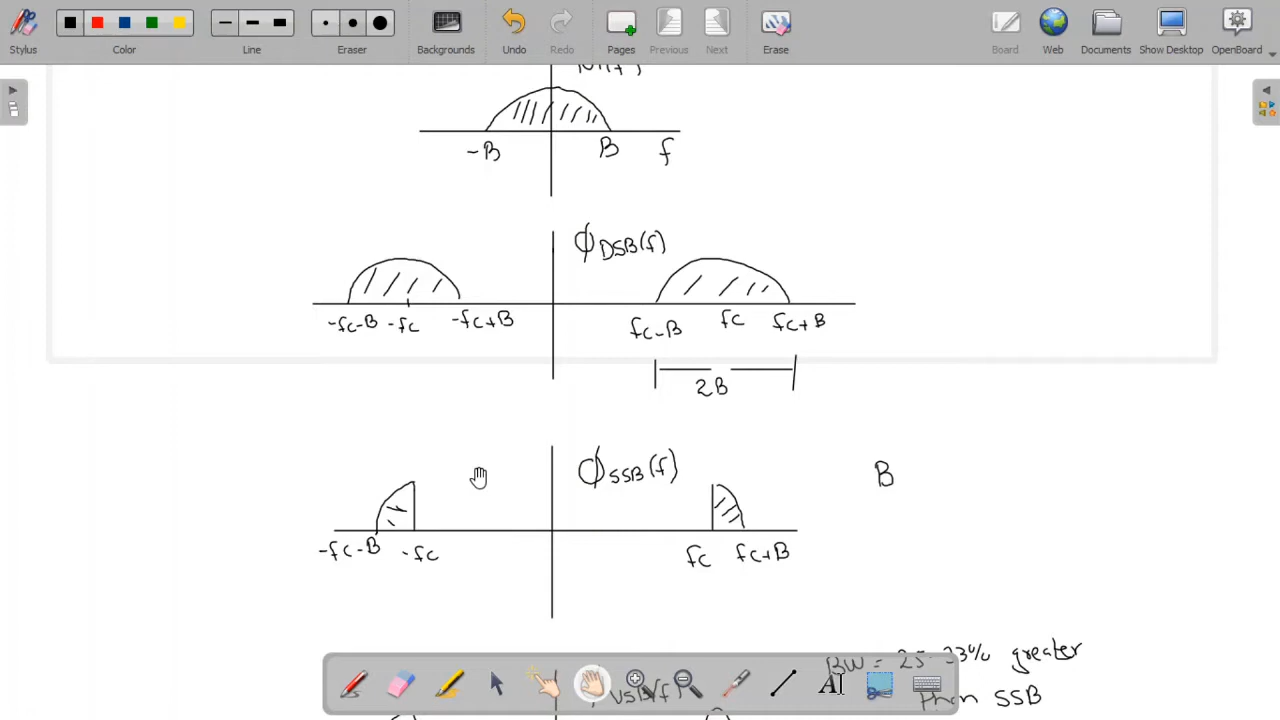 Stylus Color Line Eraser Backgrounds Undo Redo Pages Previous Next Erase Board Web Documents Show Desktop OpenBoard
-B B f
ϕDSB(f)
-fc-B -fc -fc+B fc-B fc fc+B
2B
ϕSSB(f) B
-fc-B -fc fc fc+B
greater
than SSB